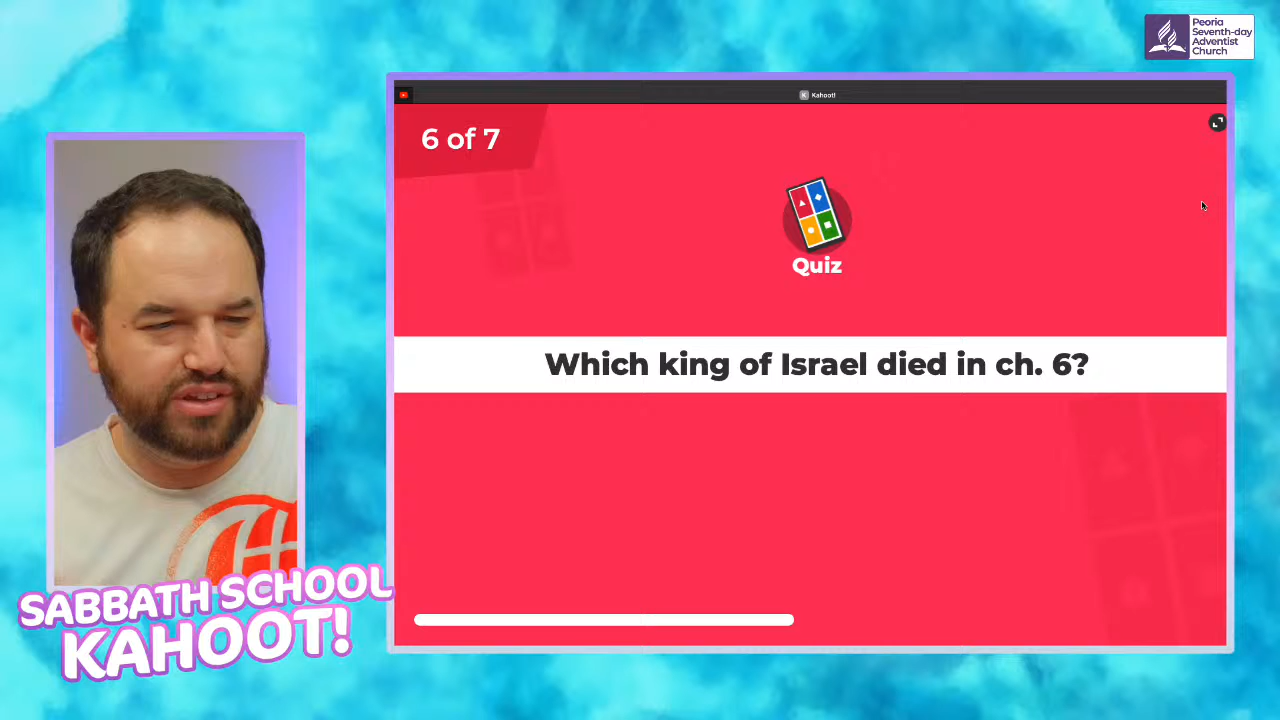 Peoria
Seventh-day
Adventist
Church
K Kahoot!
6 of 7
Quiz
Which king of Israel died in ch. 6?
SABBATH SCHOOL
KAHOOT!